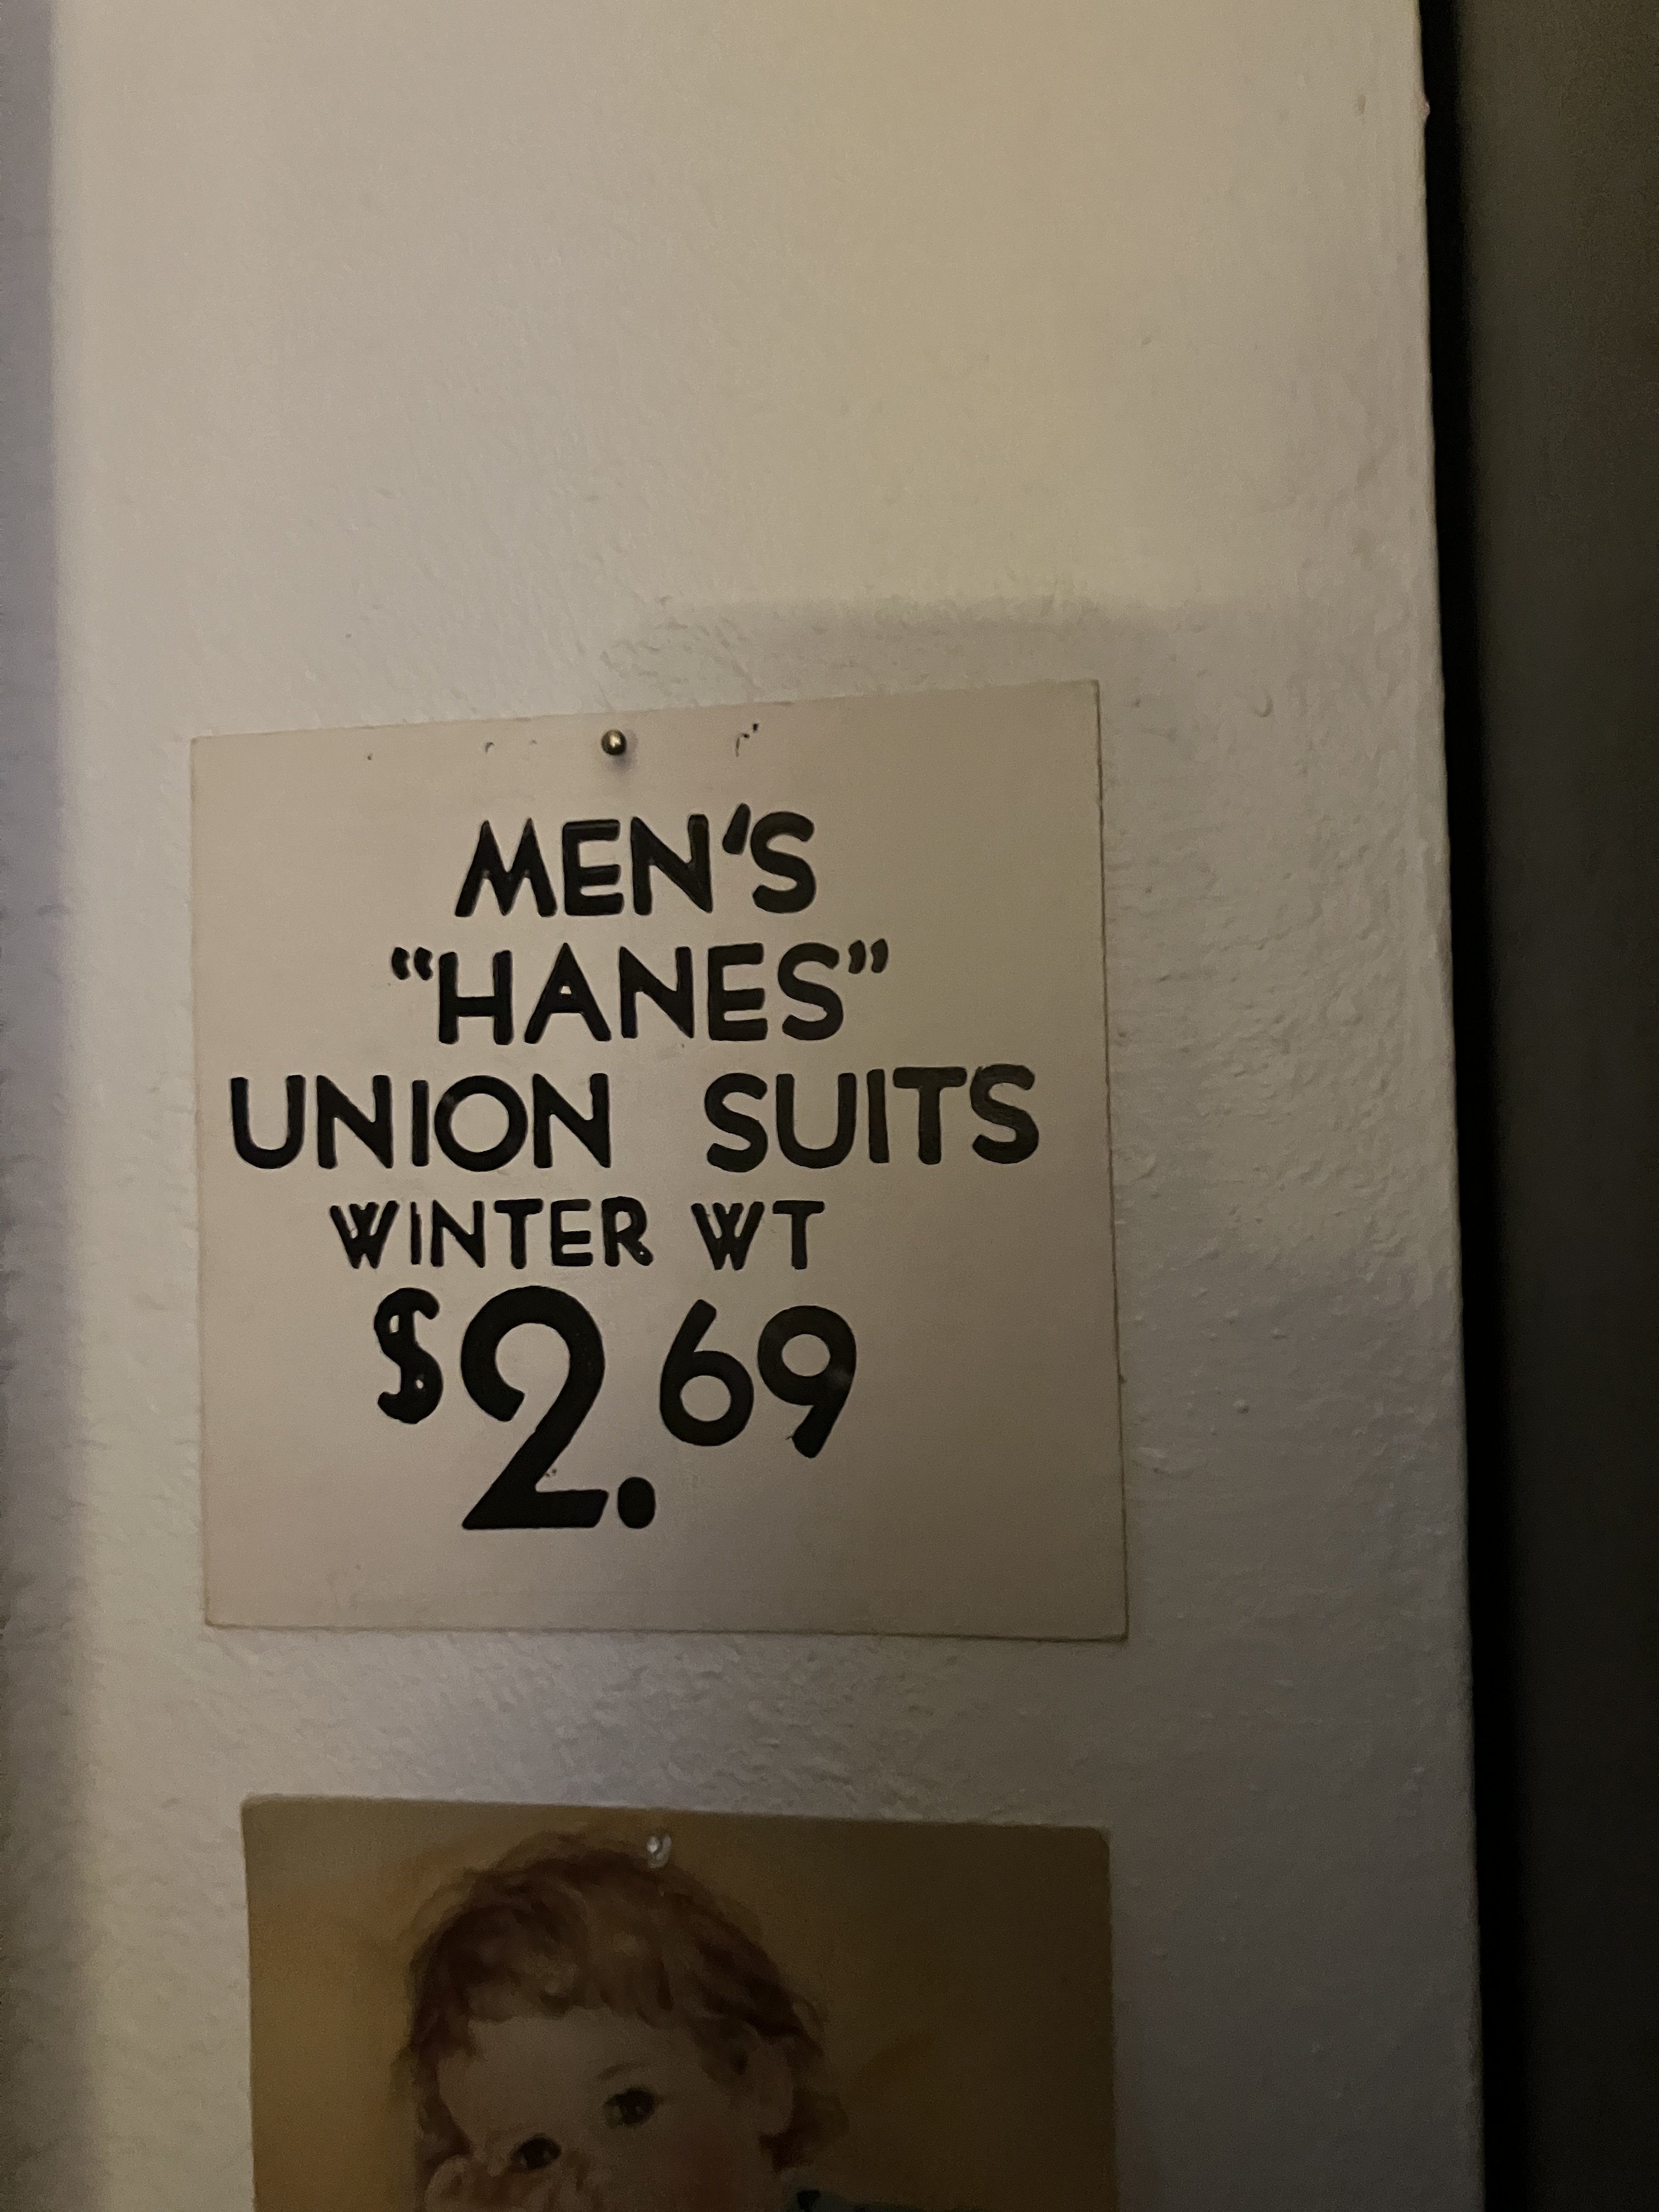 MEN'S
“HANES”
UNION SUITS
WINTER WT
$2.69